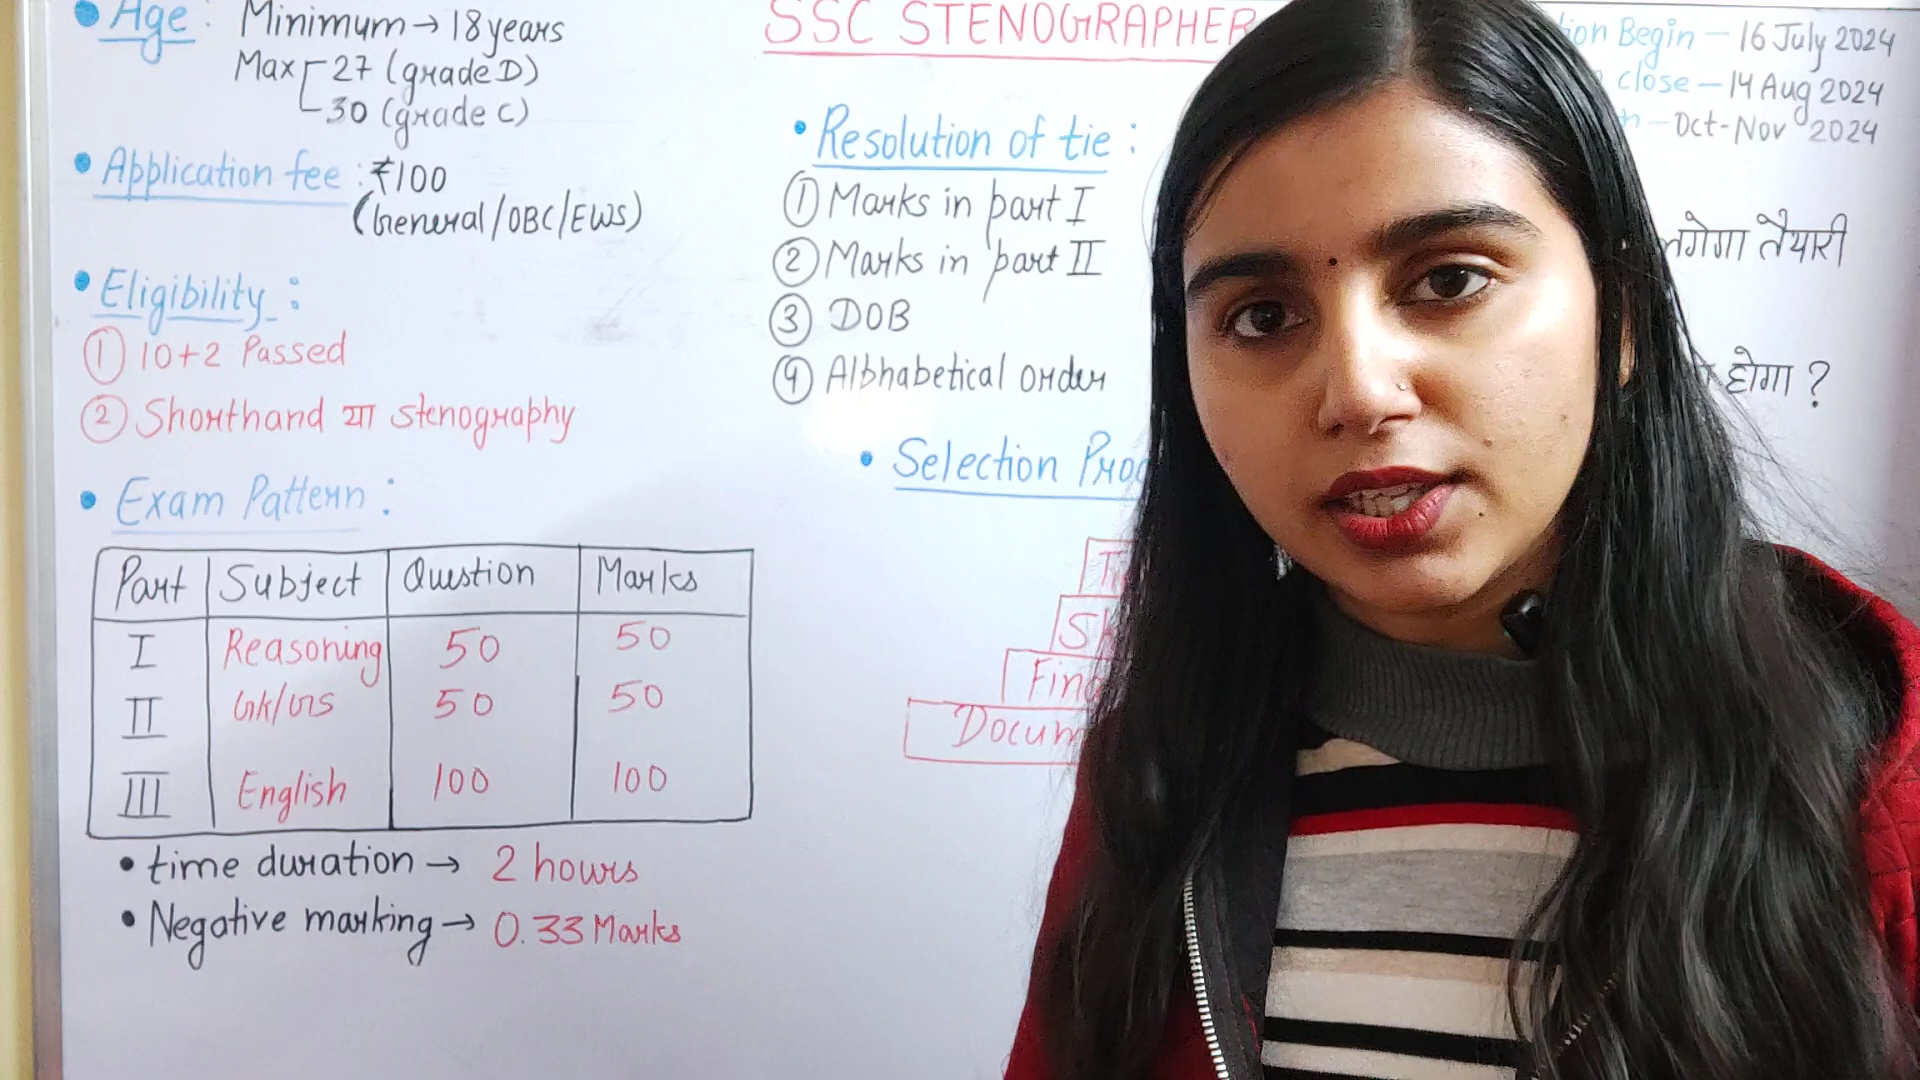 Age : Minimum → 18 years
Max 27 (grade D)
30 (grade C)
Application fee : ₹100
(General/OBC/EWS)
Eligibility :
① 10+2 Passed
② Shorthand या stenography
Exam Pattern :
Part Subject Question Marks
I Reasoning 50 50
II GK/GS 50 50
III English 100 100
time duration → 2 hours
Negative marking → 0.33 Marks
SSC STENOGRAPHER
Resolution of tie :
① Marks in part I
② Marks in part II
③ DOB
④ Alphabetical order
Selection
Begin – 16 July 2024
close – 14 Aug 2024
Oct-Nov 2024
तैयारी
होगा ?